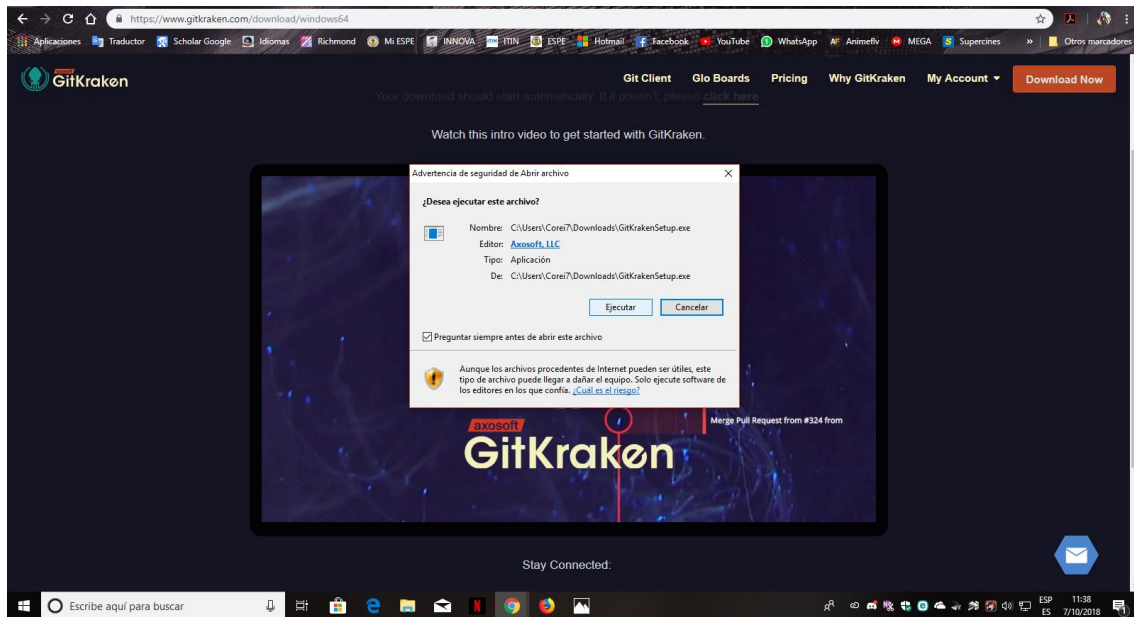 https://www.gitkraken.com/download/windows64
Aplicaciones Traductor Scholar Google Idiomas Richmond Mi ESPE INNOVA ITIN ESPE Hotmail Facebook YouTube WhatsApp Animeflv MEGA Supercines » Otros marcadores
axosoft
GitKraken
Git Client Glo Boards Pricing Why GitKraken My Account Download Now
Your download should start automatically. If it doesn't, please click here
Watch this intro video to get started with GitKraken.
Advertencia de seguridad de Abrir archivo
¿Desea ejecutar este archivo?
Nombre: C:\Users\Corei7\Downloads\GitKrakenSetup.exe
Editor: Axosoft, LLC
Tipo: Aplicación
De: C:\Users\Corei7\Downloads\GitKrakenSetup.exe
Ejecutar Cancelar
Preguntar siempre antes de abrir este archivo
Aunque los archivos procedentes de Internet pueden ser útiles, este
tipo de archivo puede llegar a dañar el equipo. Solo ejecute software de
los editores en los que confía. ¿Cuál es el riesgo?
Merge Pull Request from #324 from
axosoft
GitKraken
Stay Connected:
Escribe aquí para buscar
ESP 11:38
ES 7/10/2018